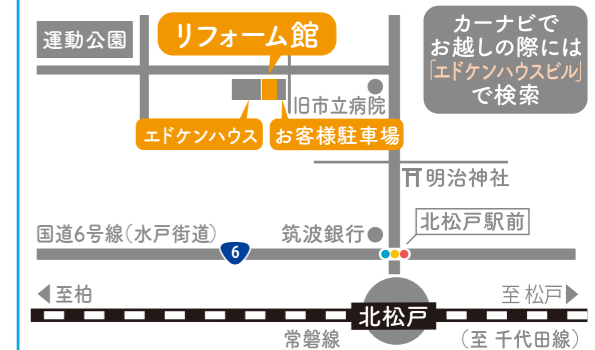 運動公園
リフォーム館
カーナビで
お越しの際には
「エドケンハウスビル」
で検索
旧市立病院
エドケンハウス
お客様駐車場
明治神社
北松戸駅前
国道6号線(水戸街道)
6
筑波銀行
至柏
至 松戸
北松戸
常磐線
(至 千代田線)